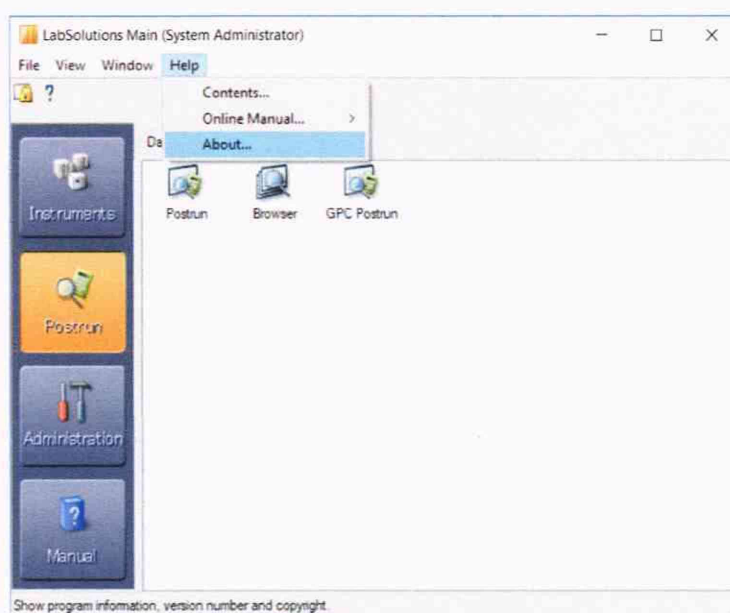 LabSolutions Main (System Administrator)
File View Window Help
?
Contents...
Online Manual...
Da
About...
Instruments
Postrun
Browser
GPC Postrun
Postrun
Administration
Manual
Show program information, version number and copyright.